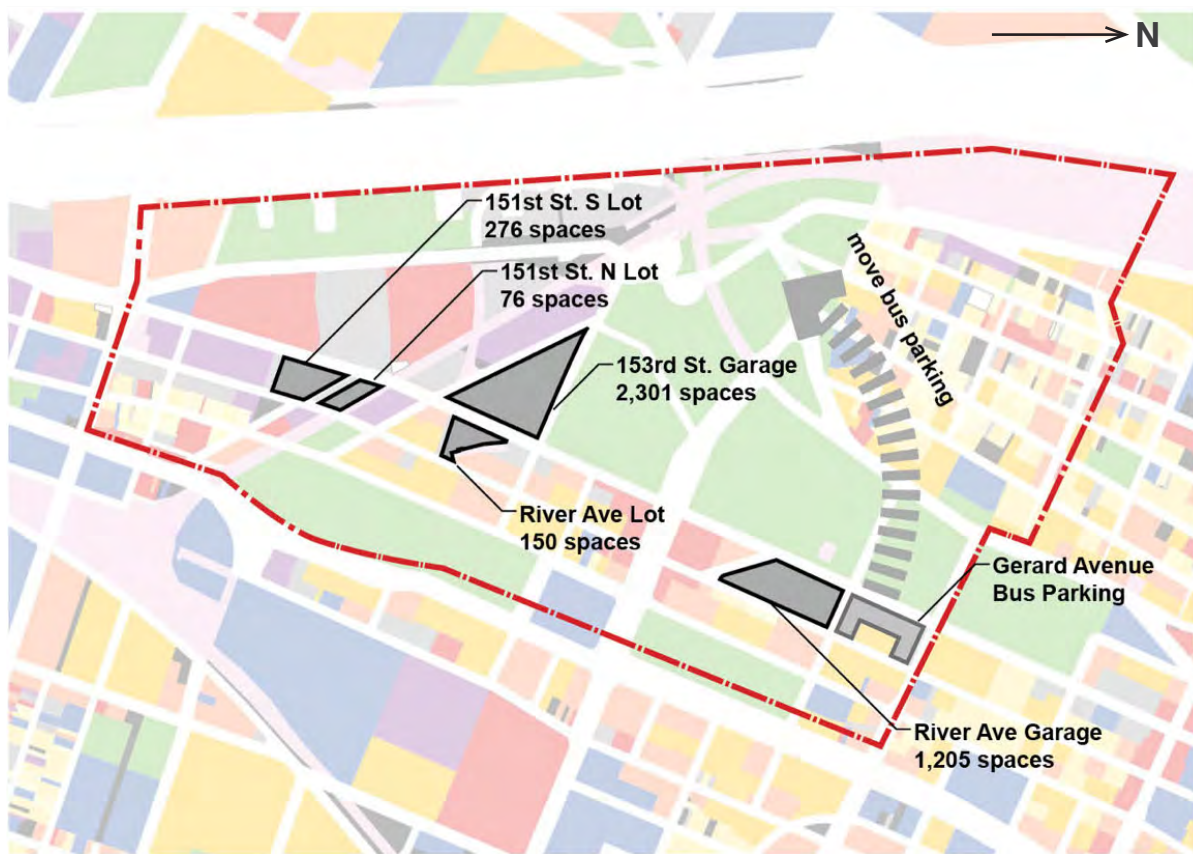 N
151st St. S Lot
276 spaces
151st St. N Lot
76 spaces
move bus parking
153rd St. Garage
2,301 spaces
River Ave Lot
150 spaces
Gerard Avenue
Bus Parking
River Ave Garage
1,205 spaces